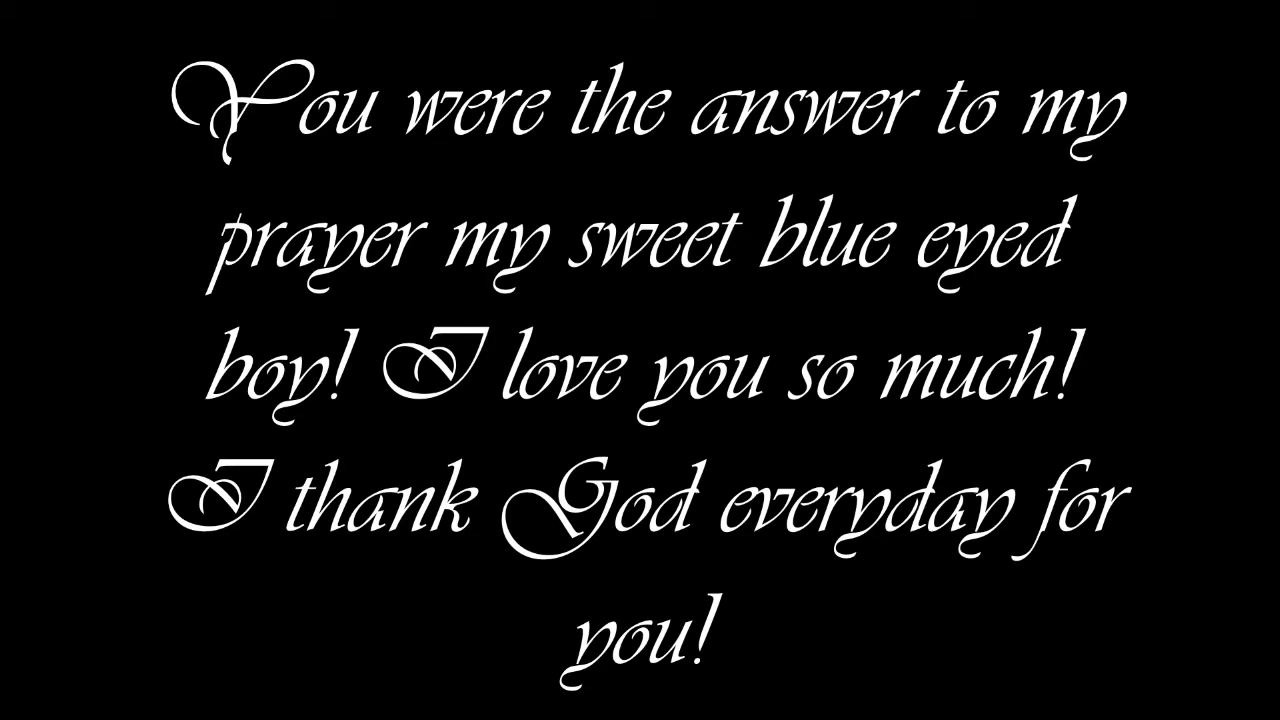 You were the answer to my
prayer my sweet blue eyed
boy! I love you so much!
I thank God everyday for
you!